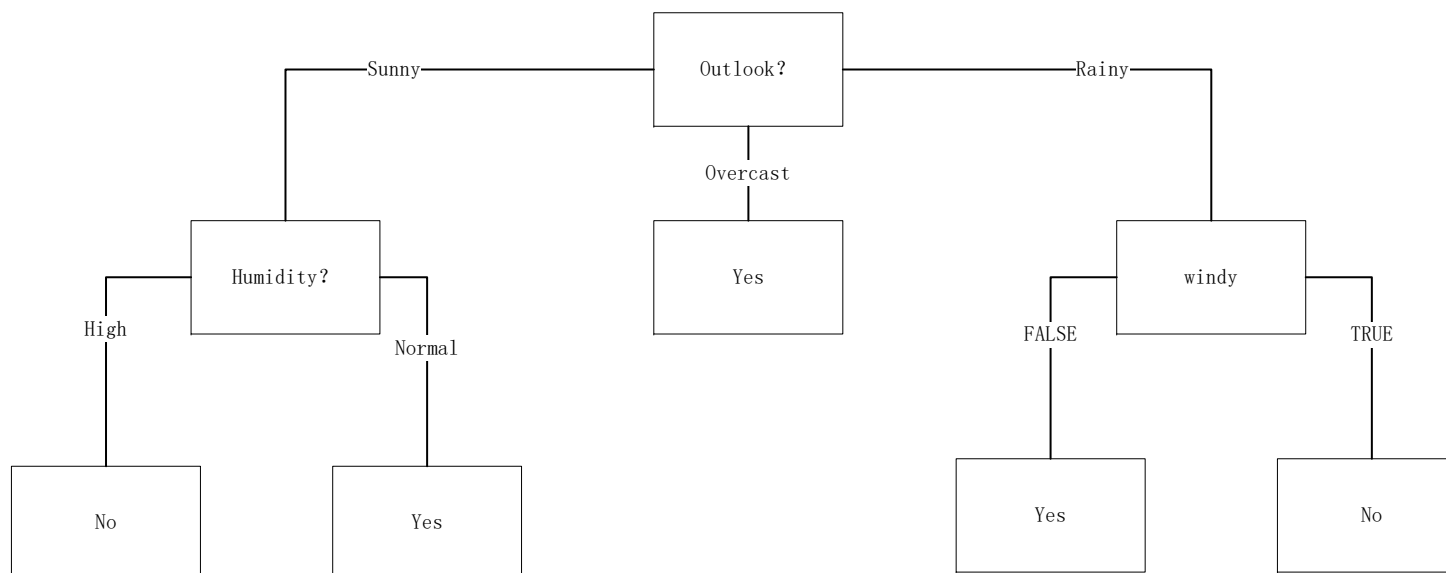 Outlook?
Sunny
Rainy
Overcast
Humidity?
Yes
windy
High
Normal
FALSE
TRUE
No
Yes
Yes
No